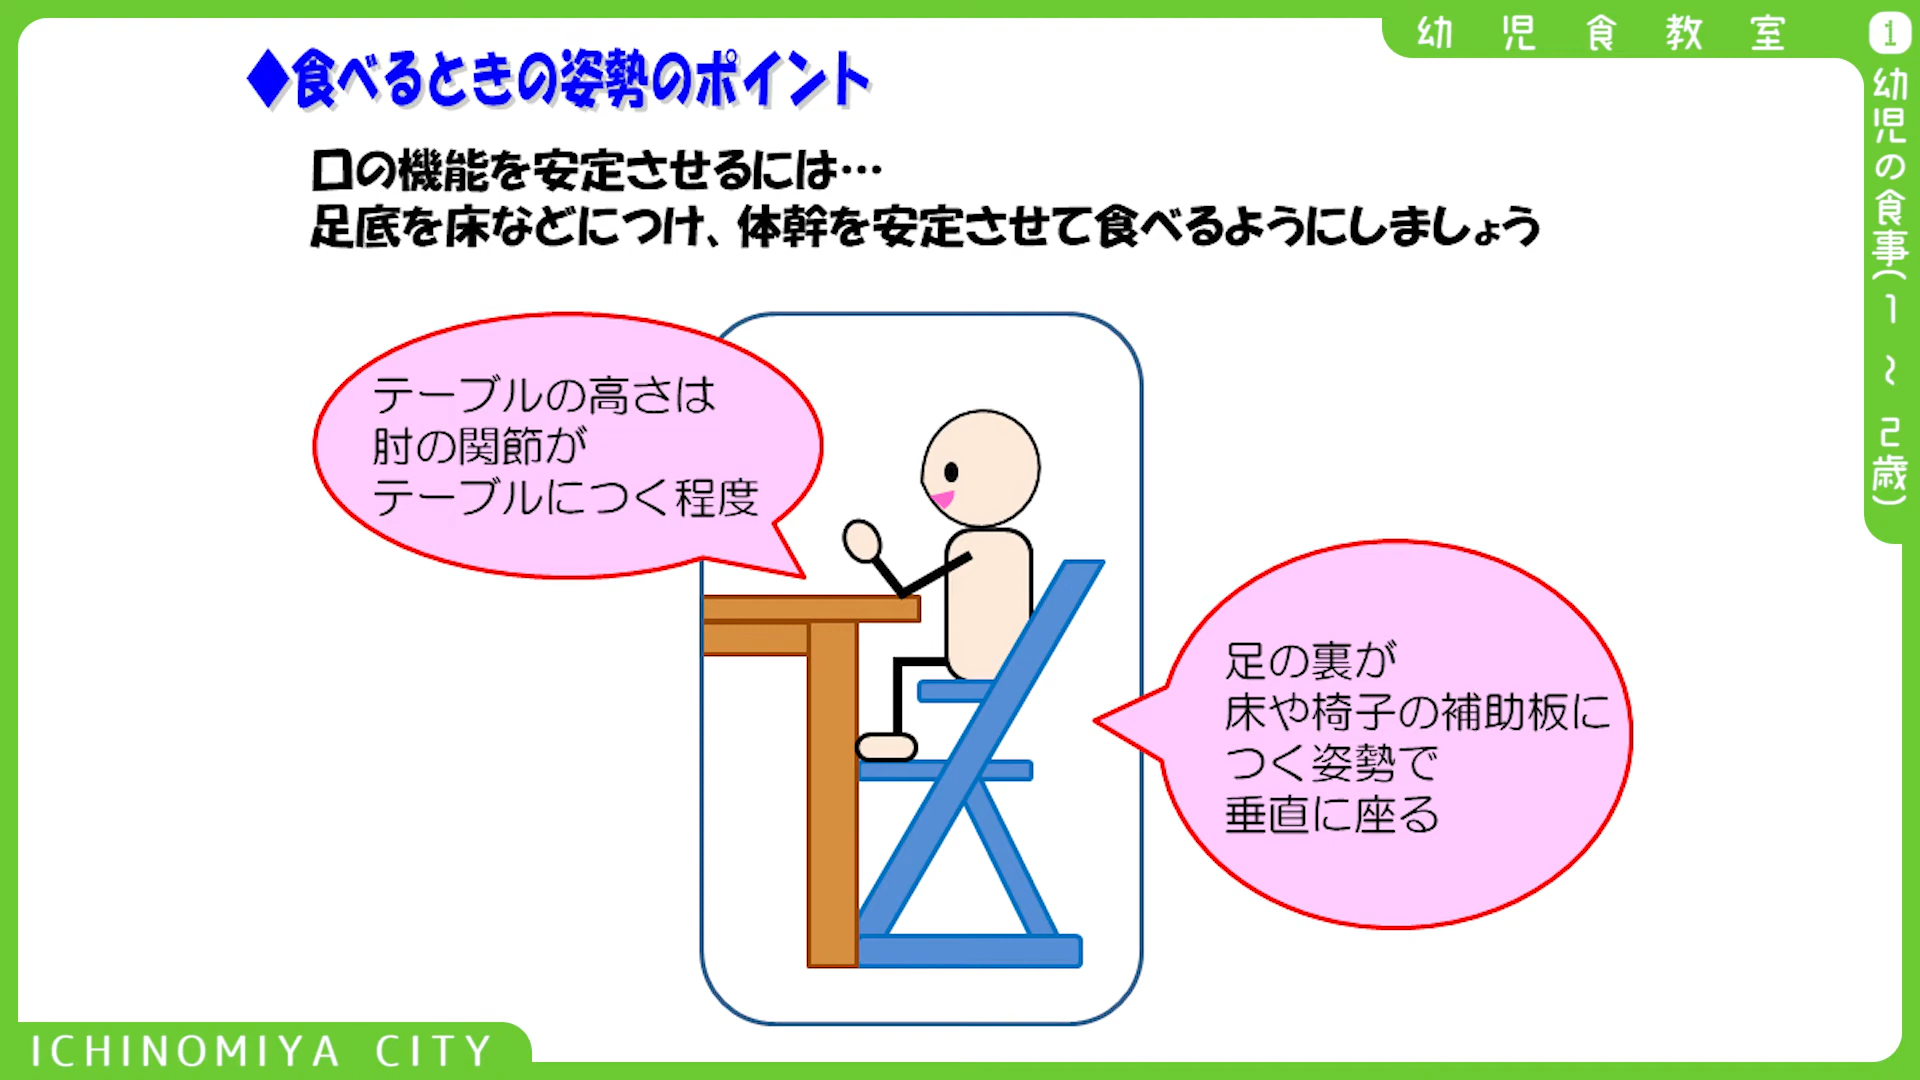 幼児食教室
1 幼児の食事(1~2歳)
◆食べるときの姿勢のポイント
口の機能を安定させるには…
足底を床などにつけ、体幹を安定させて食べるようにしましょう
テーブルの高さは
肘の関節が
テーブルにつく程度
足の裏が
床や椅子の補助板に
つく姿勢で
垂直に座る
ICHINOMIYA CITY